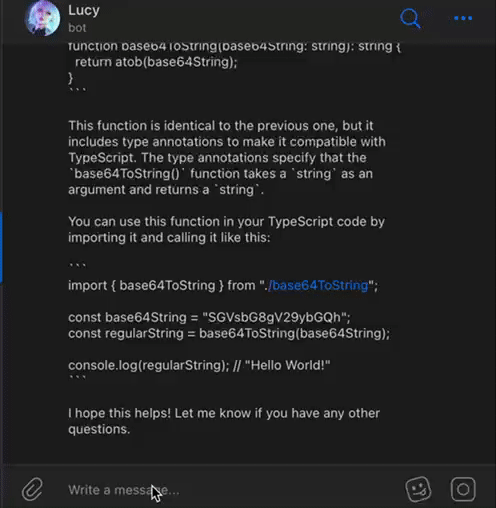 Lucy
bot
function base64ToString(base64String: string): string {
return atob(base64String);
}
```
This function is identical to the previous one, but it
includes type annotations to make it compatible with
TypeScript. The type annotations specify that the
`base64ToString()` function takes a `string` as an
argument and returns a `string`.
You can use this function in your TypeScript code by
importing it and calling it like this:
```
import { base64ToString } from "./base64ToString";
const base64String = "SGVsbG8gV29ybGQh";
const regularString = base64ToString(base64String);
console.log(regularString); // "Hello World!"
```
I hope this helps! Let me know if you have any other
questions.
Write a message...